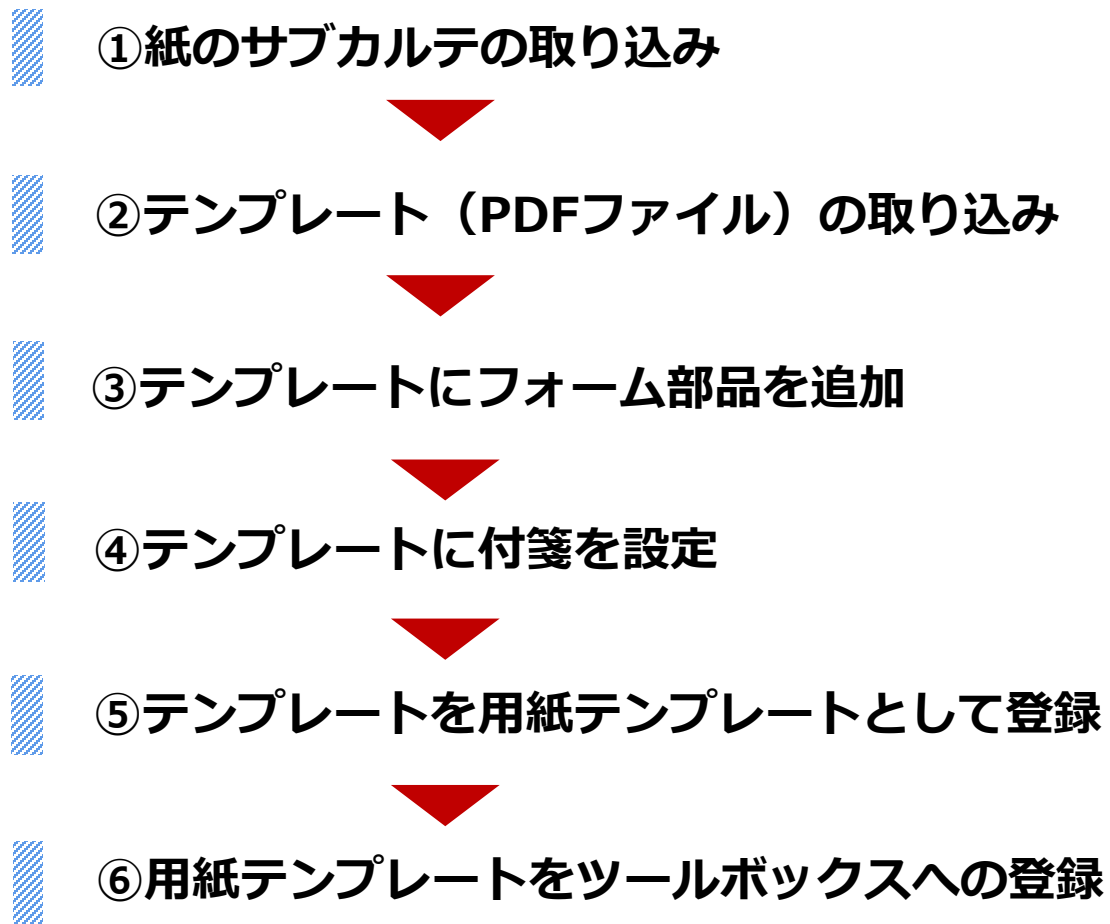 ①紙のサブカルテの取り込み
②テンプレート（PDFファイル）の取り込み
③テンプレートにフォーム部品を追加
④テンプレートに付箋を設定
⑤テンプレートを用紙テンプレートとして登録
⑥用紙テンプレートをツールボックスへの登録